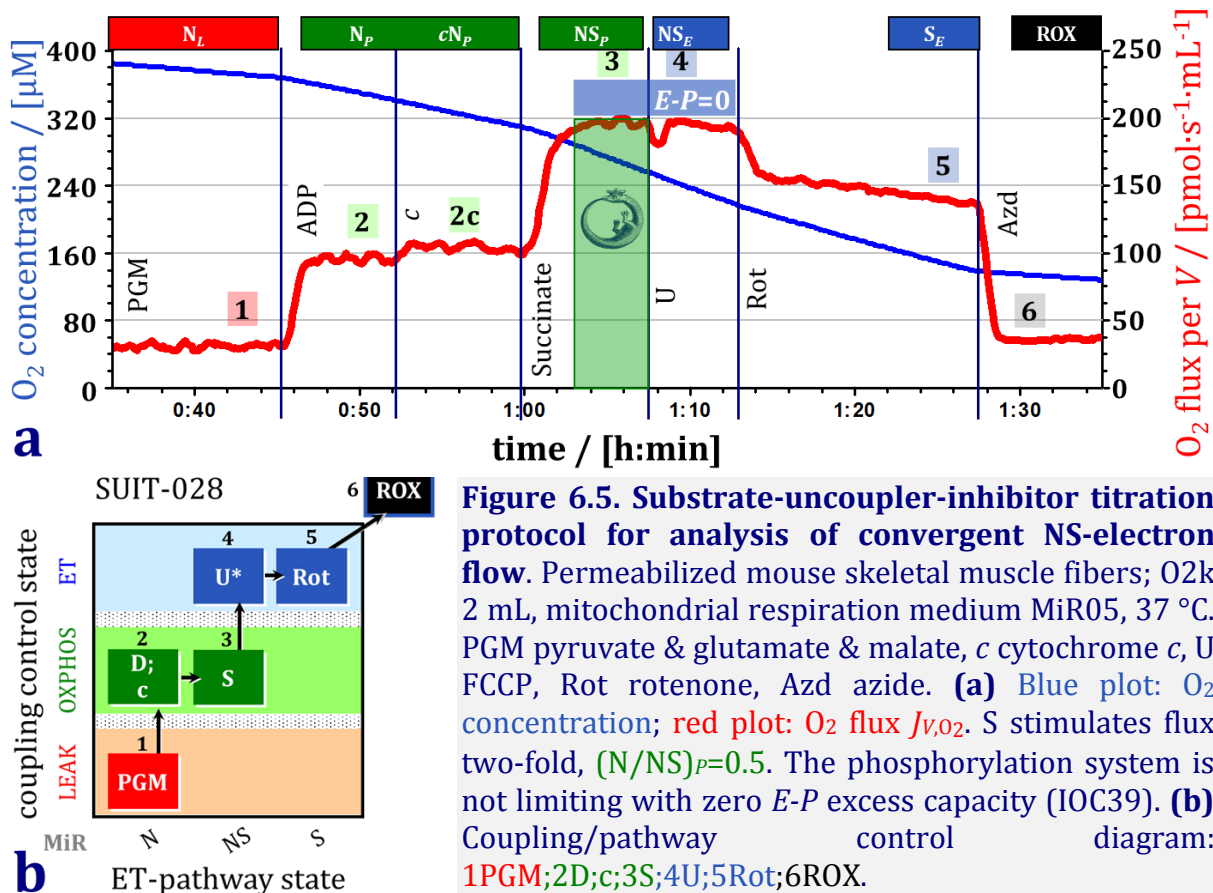 N_L N_P cN_P NS_P NS_E S_E ROX
400 250
3 4
O₂ concentration / [µM]
O₂ flux per V / [pmol∙s⁻¹∙mL⁻¹]
E-P=0
320 200
240 150
ADP c 5
2 2c
160 100
PGM Succinate U Rot Azd
1 6
80 50
0 0
0:40 0:50 1:00 1:10 1:20 1:30
a time / [h:min]
SUIT-028
6 ROX
coupling control state
ET
4 5
U* Rot
OXPHOS
2 3
D; c S
LEAK
1
PGM
MiR N NS S
b ET-pathway state
Figure 6.5. Substrate-uncoupler-inhibitor titration
protocol for analysis of convergent NS-electron
flow. Permeabilized mouse skeletal muscle fibers; O2k
2 mL, mitochondrial respiration medium MiR05, 37 °C.
PGM pyruvate & glutamate & malate, c cytochrome c, U
FCCP, Rot rotenone, Azd azide. (a) Blue plot: O₂
concentration; red plot: O₂ flux J_V,O₂. S stimulates flux
two-fold, (N/NS)_P=0.5. The phosphorylation system is
not limiting with zero E-P excess capacity (IOC39). (b)
Coupling/pathway control diagram:
1PGM;2D;c;3S;4U;5Rot;6ROX.